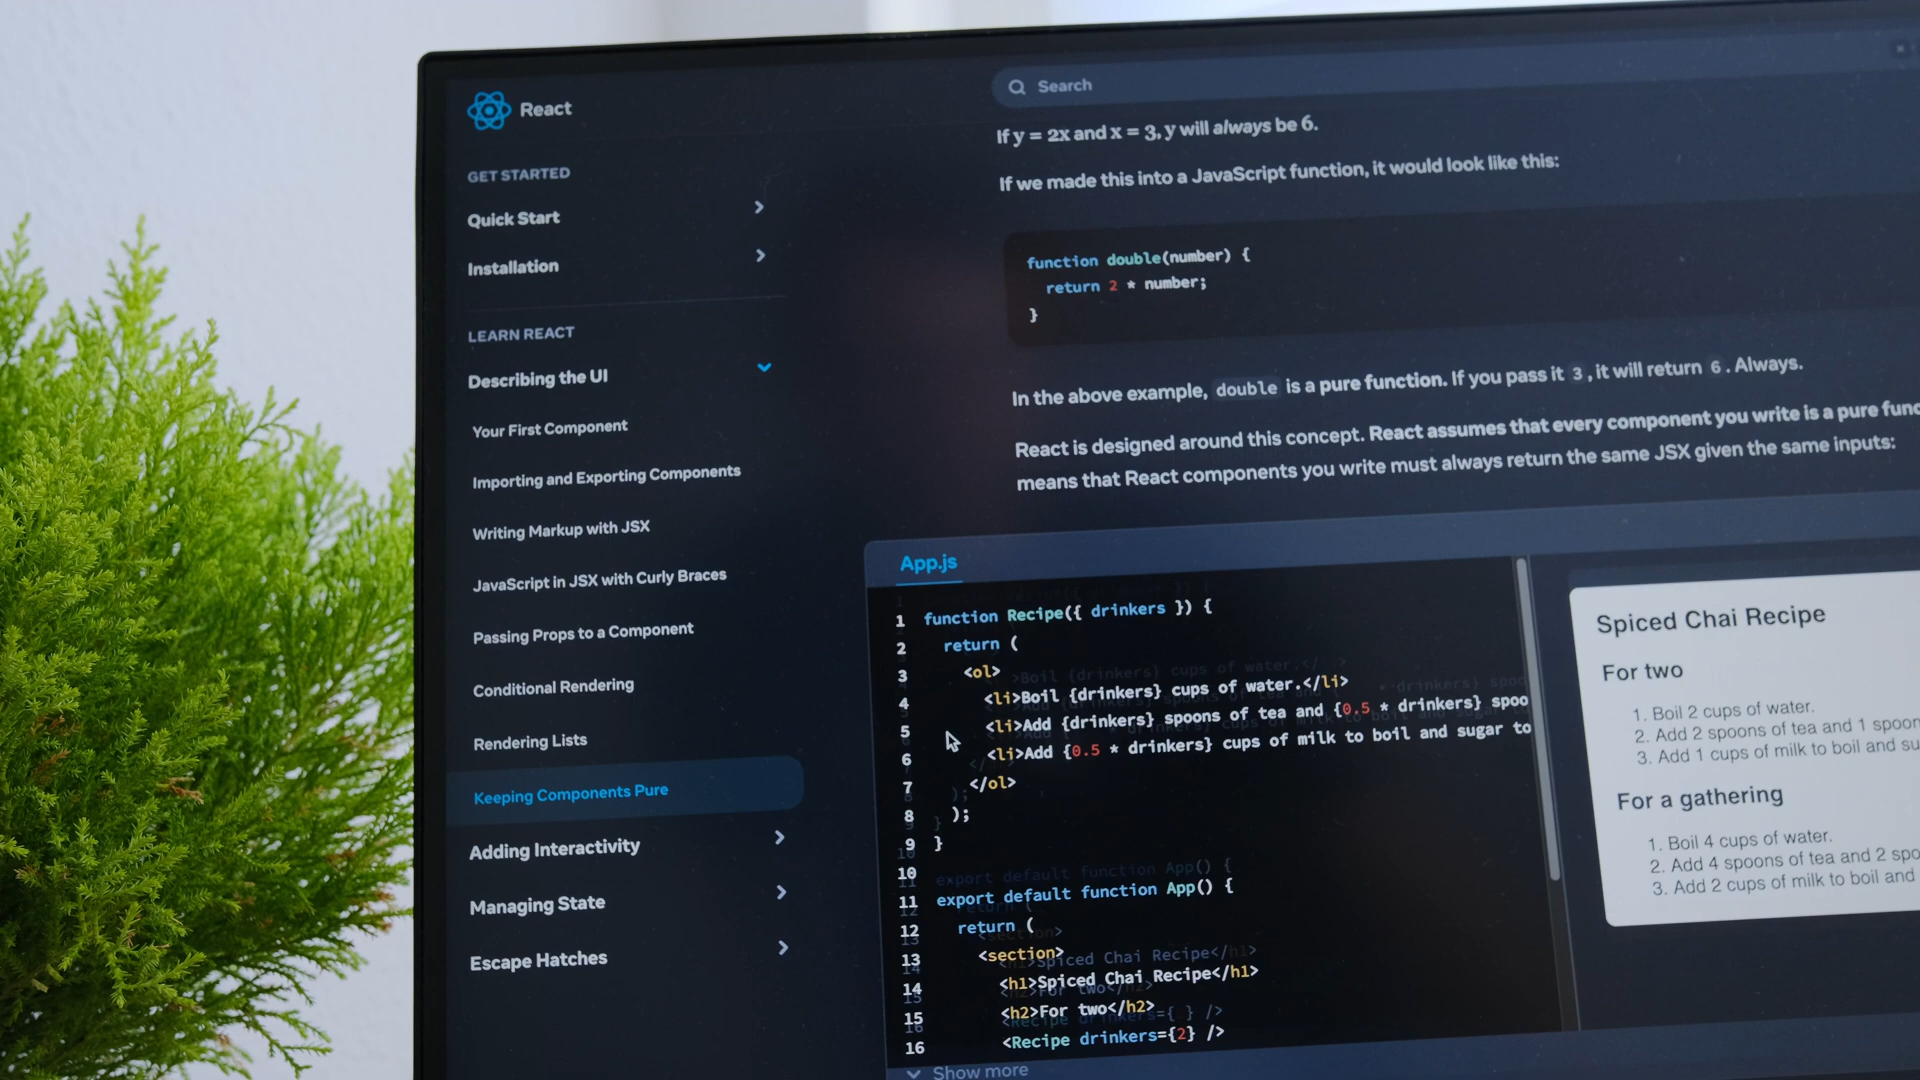 React
Search
GET STARTED
Quick Start
Installation
LEARN REACT
Describing the UI
Your First Component
Importing and Exporting Components
Writing Markup with JSX
JavaScript in JSX with Curly Braces
Passing Props to a Component
Conditional Rendering
Rendering Lists
Keeping Components Pure
Adding Interactivity
Managing State
Escape Hatches
If y = 2x and x = 3, y will always be 6.
If we made this into a JavaScript function, it would look like this:
function double(number) {
return 2 * number;
}
In the above example, double is a pure function. If you pass it 3, it will return 6. Always.
React is designed around this concept. React assumes that every component you write is a pure func
means that React components you write must always return the same JSX given the same inputs:
App.js
1 function Recipe({ drinkers }) {
2 return (
3 <ol>
4 <li>Boil {drinkers} cups of water.</li>
5 <li>Add {drinkers} spoons of tea and {0.5 * drinkers} spoo
6 <li>Add {0.5 * drinkers} cups of milk to boil and sugar to
7 </ol>
8 );
9 }
10
11 export default function App() {
12 return (
13 <section>
14 <h1>Spiced Chai Recipe</h1>
15 <h2>For two</h2>
16 <Recipe drinkers={2} />
Show more
Spiced Chai Recipe
For two
1. Boil 2 cups of water.
2. Add 2 spoons of tea and 1 spoon
3. Add 1 cups of milk to boil and su
For a gathering
1. Boil 4 cups of water.
2. Add 4 spoons of tea and 2 spo
3. Add 2 cups of milk to boil and